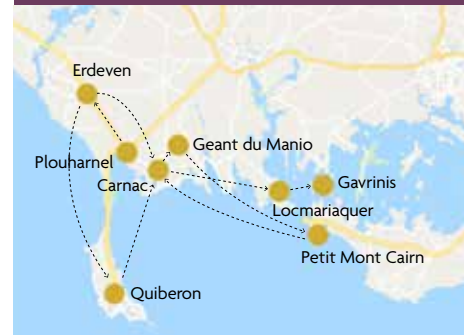 Erdeven
Geant du Manio
Plouharnel
Carnac
Gavrinis
Locmariaquer
Petit Mont Cairn
Quiberon